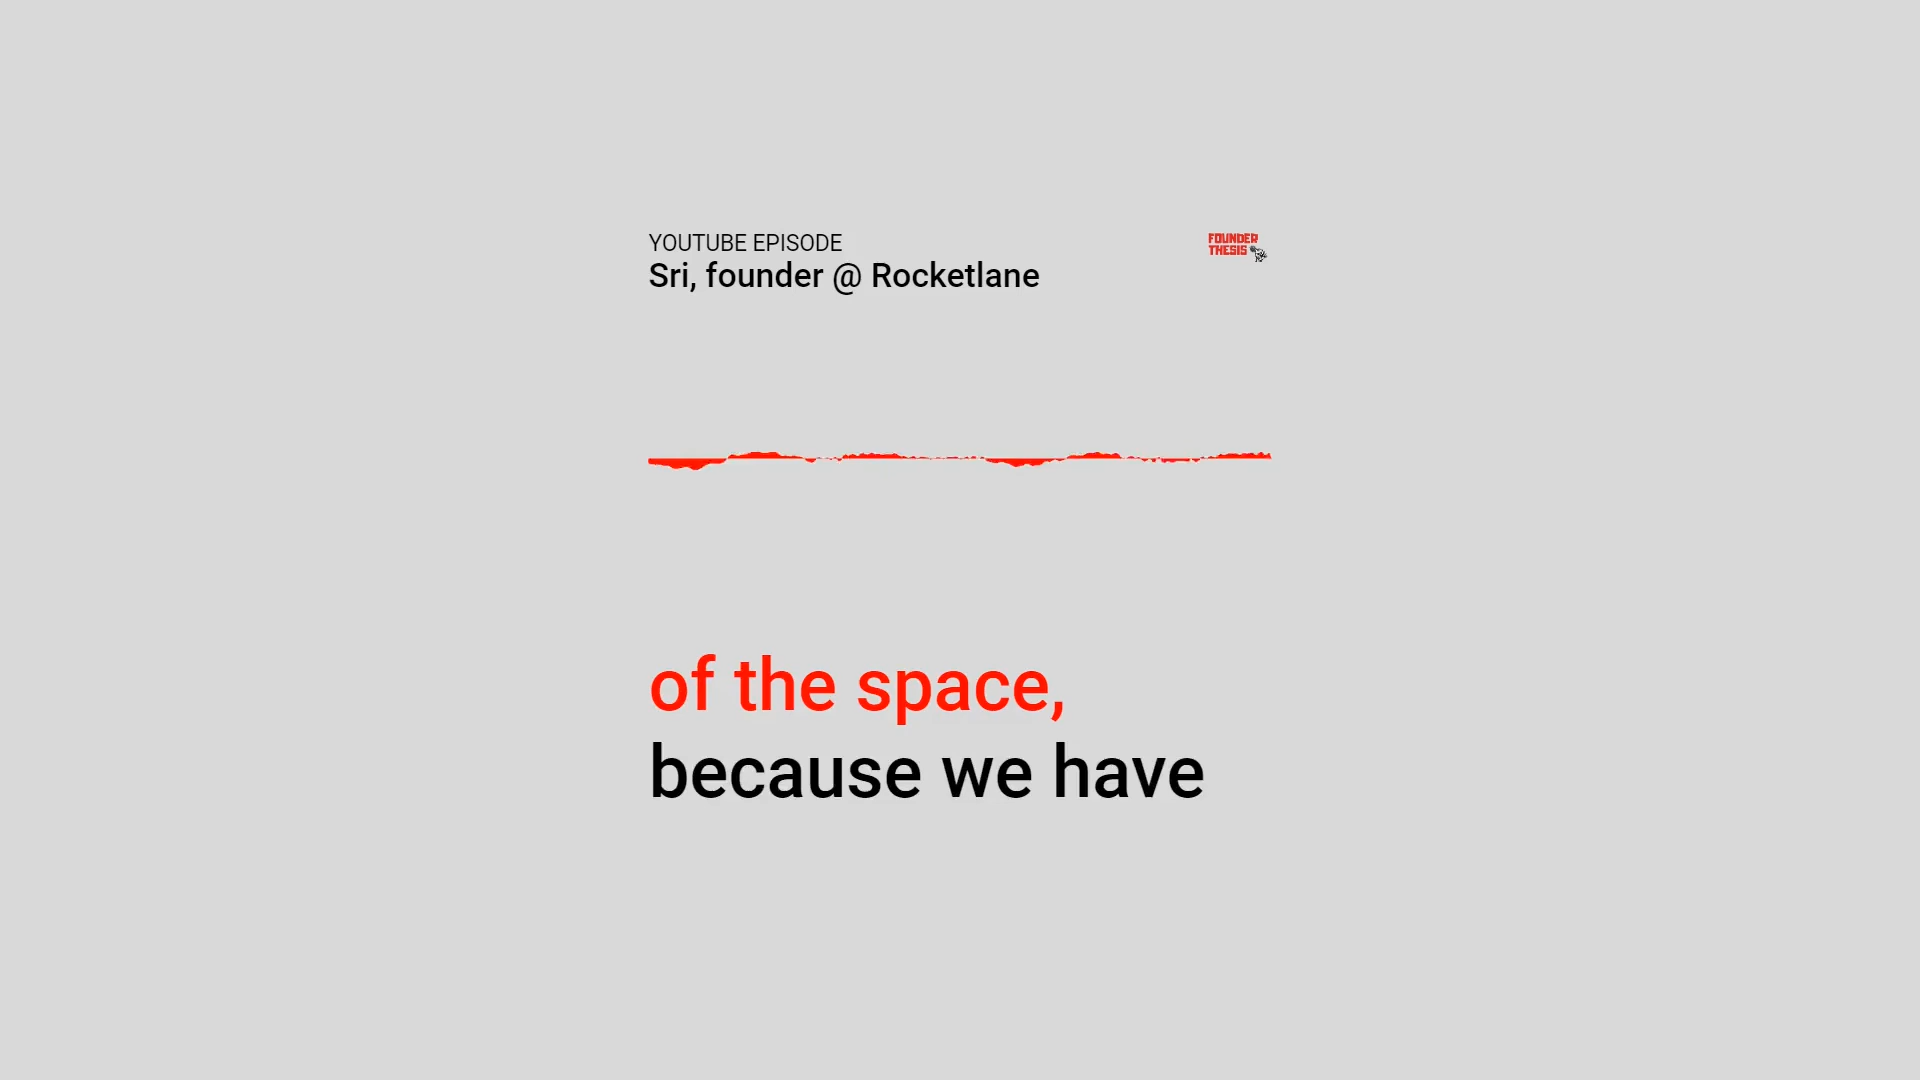 YOUTUBE EPISODE
Sri, founder @ Rocketlane
FOUNDER
THESIS
of the space,
because we have